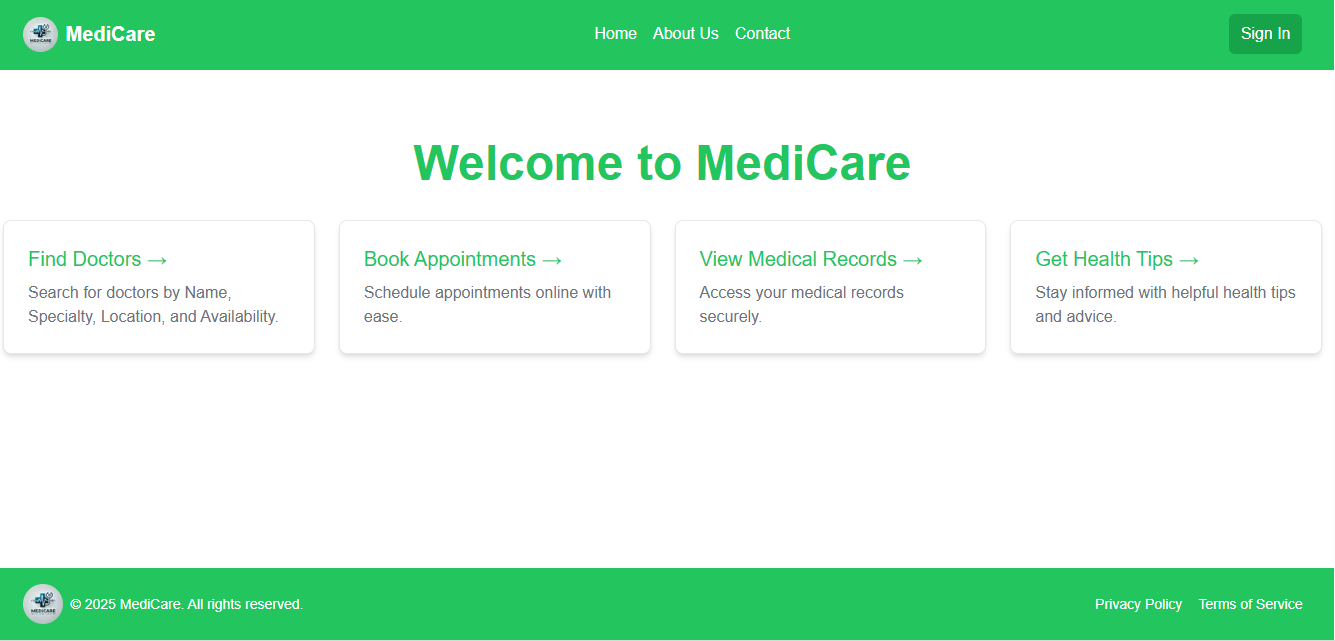 MEDICARE
MediCare
Home
About Us
Contact
Sign In
Welcome to MediCare
Find Doctors →
Search for doctors by Name,
Specialty, Location, and Availability.
Book Appointments →
Schedule appointments online with
ease.
View Medical Records →
Access your medical records
securely.
Get Health Tips →
Stay informed with helpful health tips
and advice.
MEDICARE
© 2025 MediCare. All rights reserved.
Privacy Policy
Terms of Service